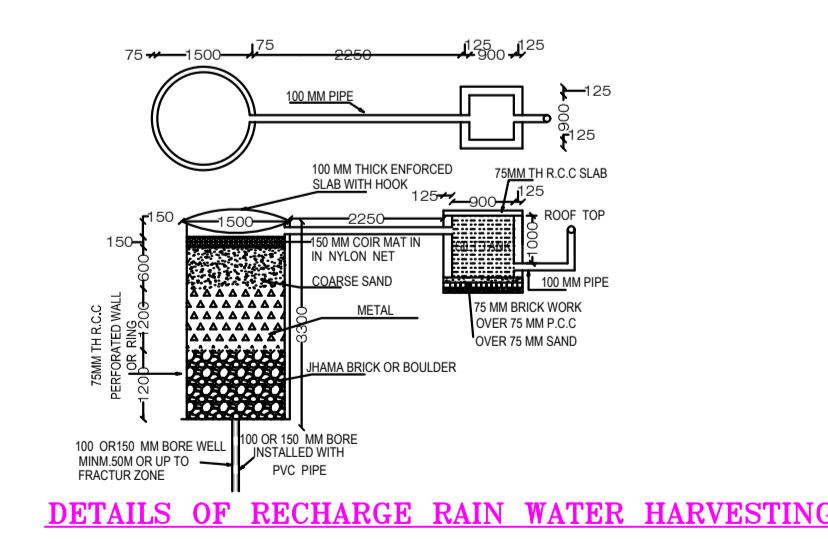 75
1500
75
2250
125
900
125
100 MM PIPE
125
900
125
100 MM THICK ENFORCED
SLAB WITH HOOK
75MM TH R.C.C SLAB
125
900
125
150
1500
2250
ROOF TOP
150
150 MM COIR MAT IN
IN NYLON NET
1000
600
COARSE SAND
100 MM PIPE
1200
METAL
3300
75 MM BRICK WORK
OVER 75 MM P.C.C
OVER 75 MM SAND
75MM TH R.C.C
PERFORATED WALL
OR RING
1200
JHAMA BRICK OR BOULDER
100 OR150 MM BORE WELL
MINM.50M OR UP TO
FRACTUR ZONE
100 OR 150 MM BORE
INSTALLED WITH
PVC PIPE
DETAILS OF RECHARGE RAIN WATER HARVESTING